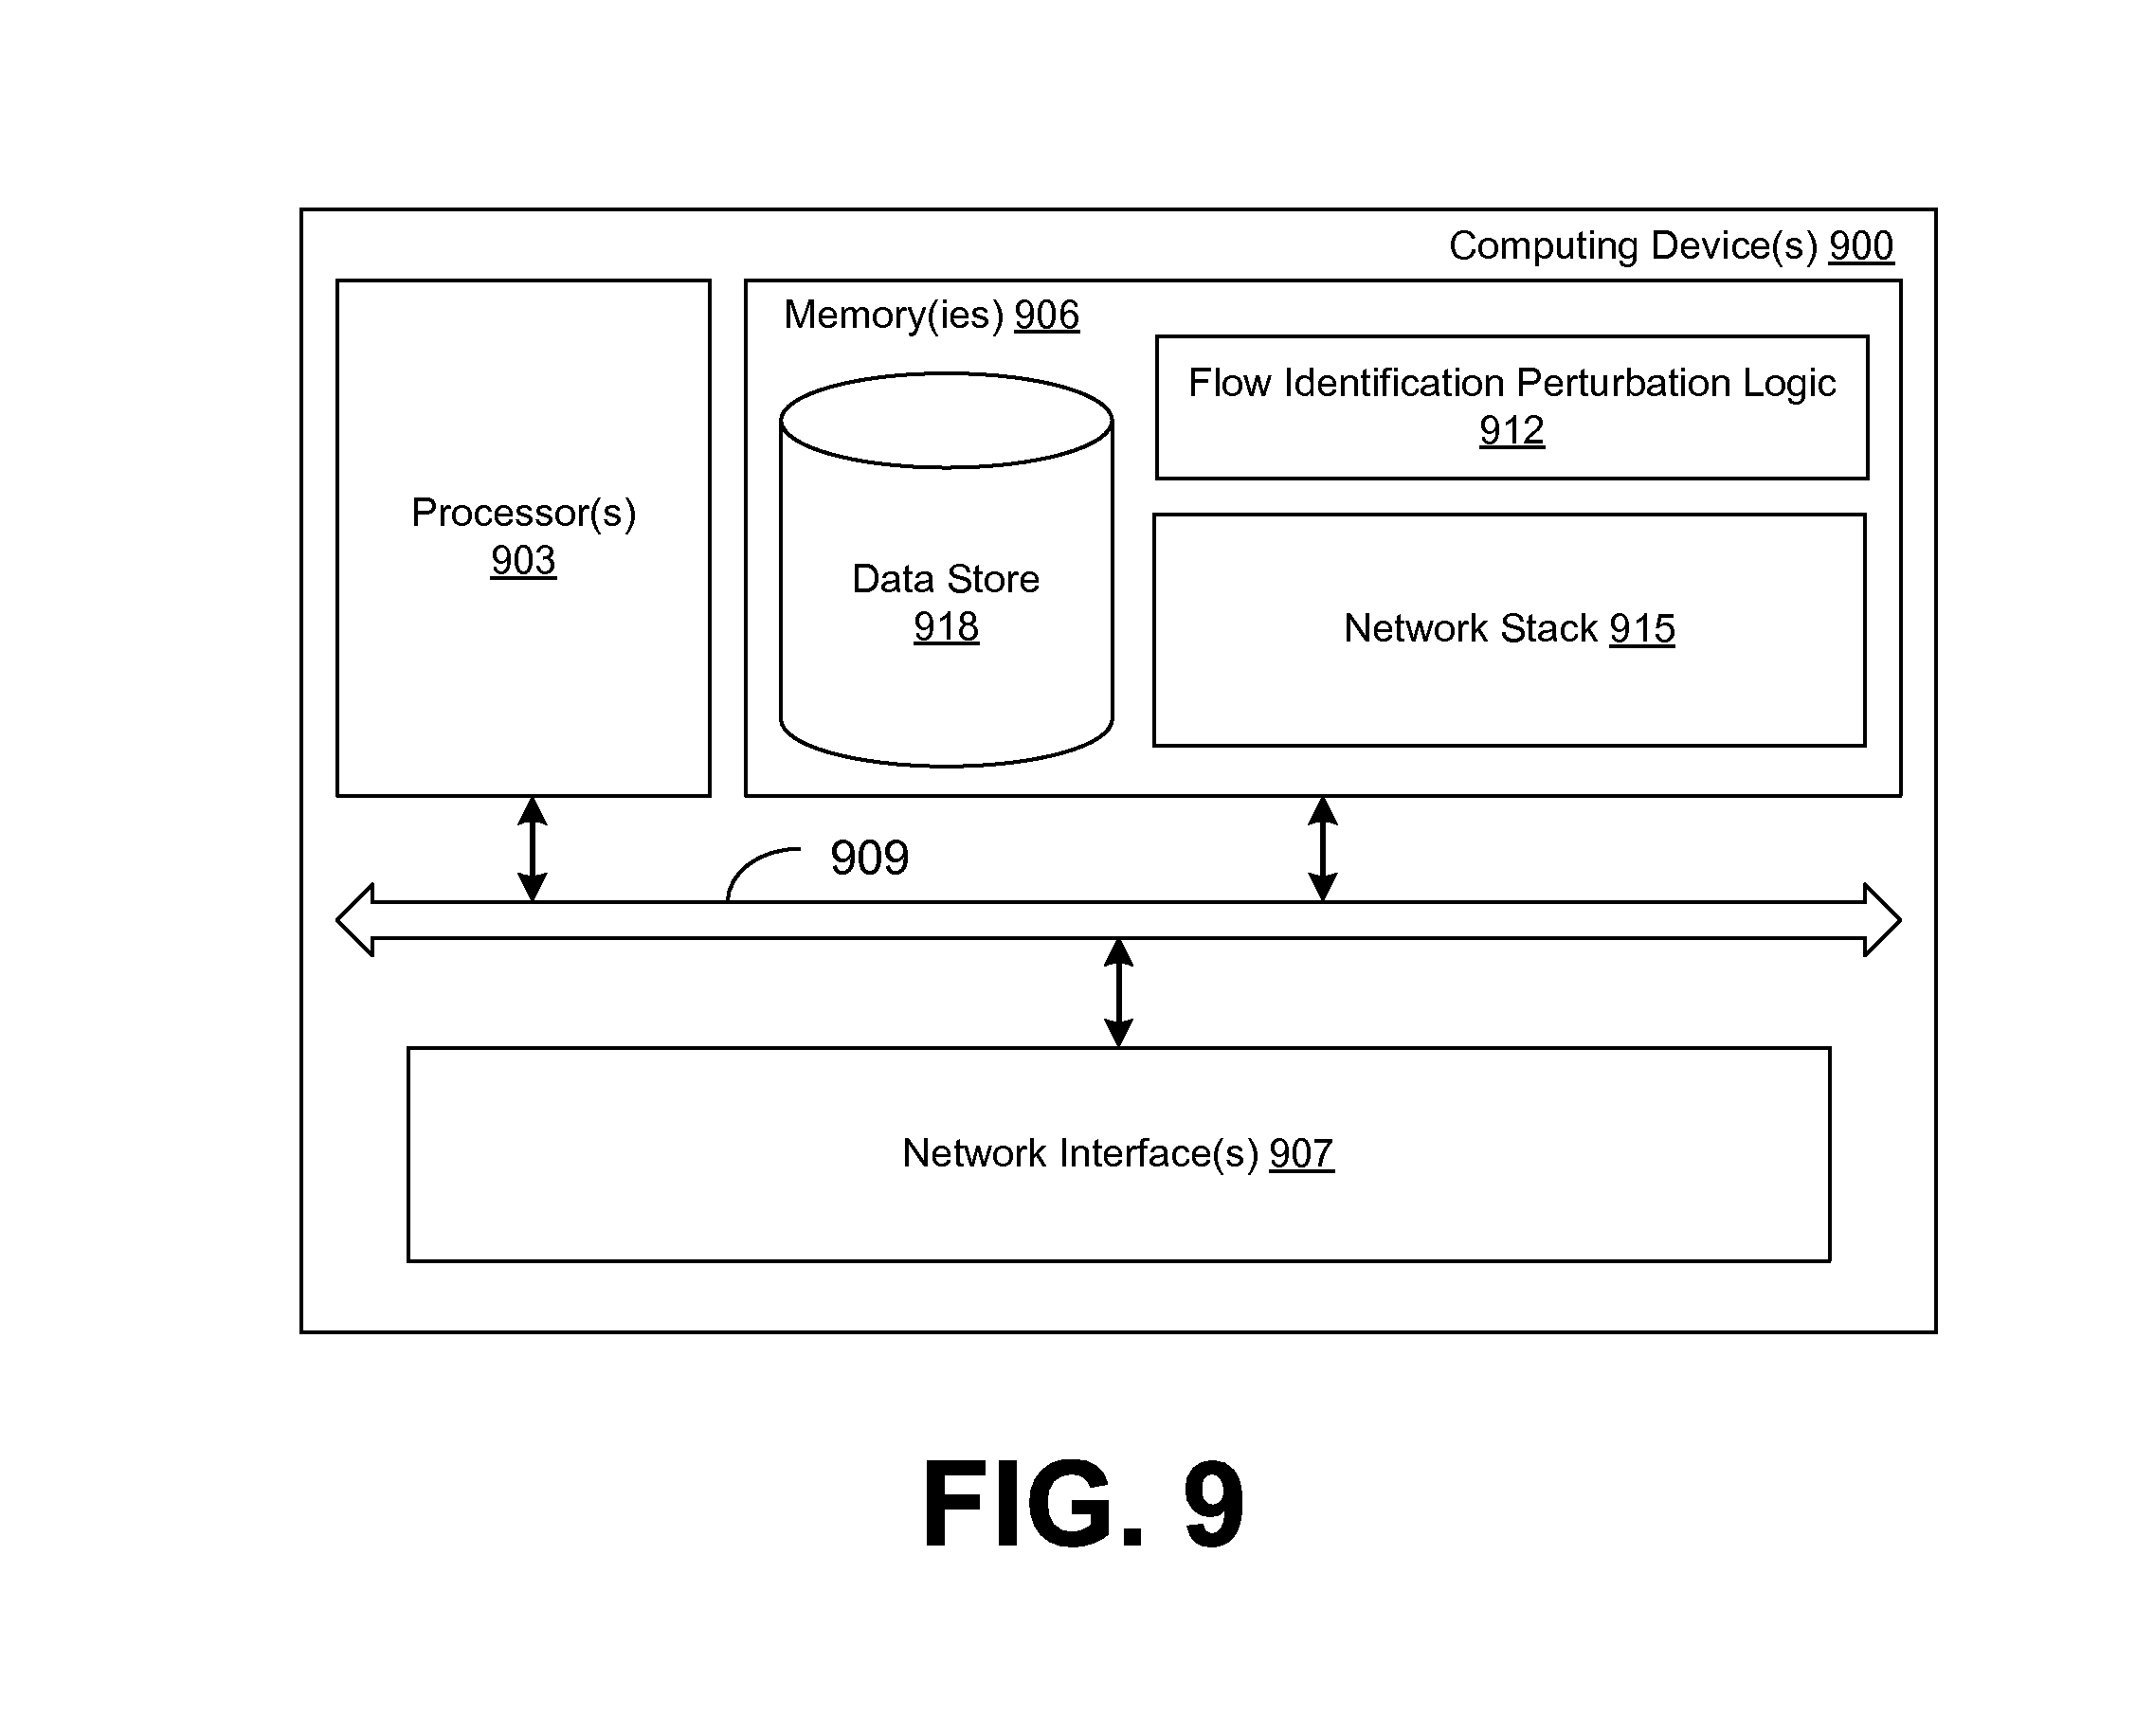 Computing Device(s) 900
Memory(ies) 906
Flow Identification Perturbation Logic
912
Processor(s)
903
Data Store
918
Network Stack 915
909
Network Interface(s) 907
FIG. 9